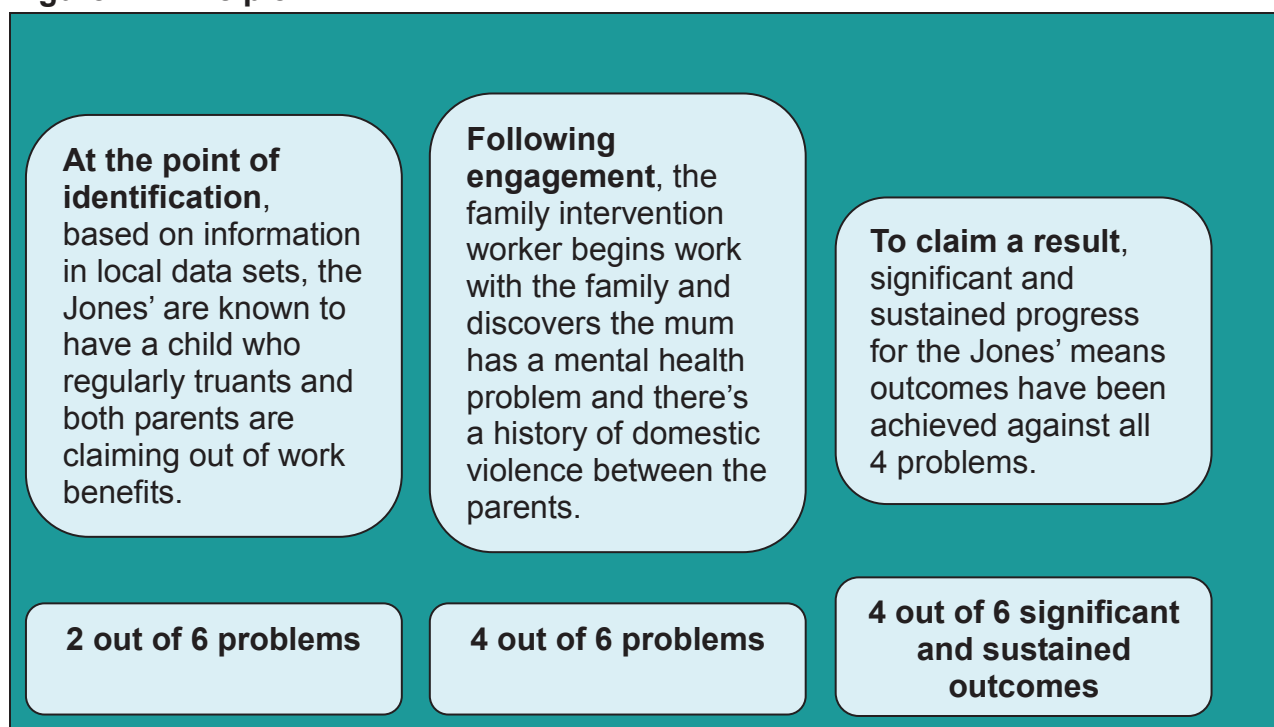 At the point of
identification,
based on information
in local data sets, the
Jones’ are known to
have a child who
regularly truants and
both parents are
claiming out of work
benefits.
Following
engagement, the
family intervention
worker begins work
with the family and
discovers the mum
has a mental health
problem and there’s
a history of domestic
violence between the
parents.
To claim a result,
significant and
sustained progress
for the Jones’ means
outcomes have been
achieved against all
4 problems.
2 out of 6 problems
4 out of 6 problems
4 out of 6 significant
and sustained
outcomes